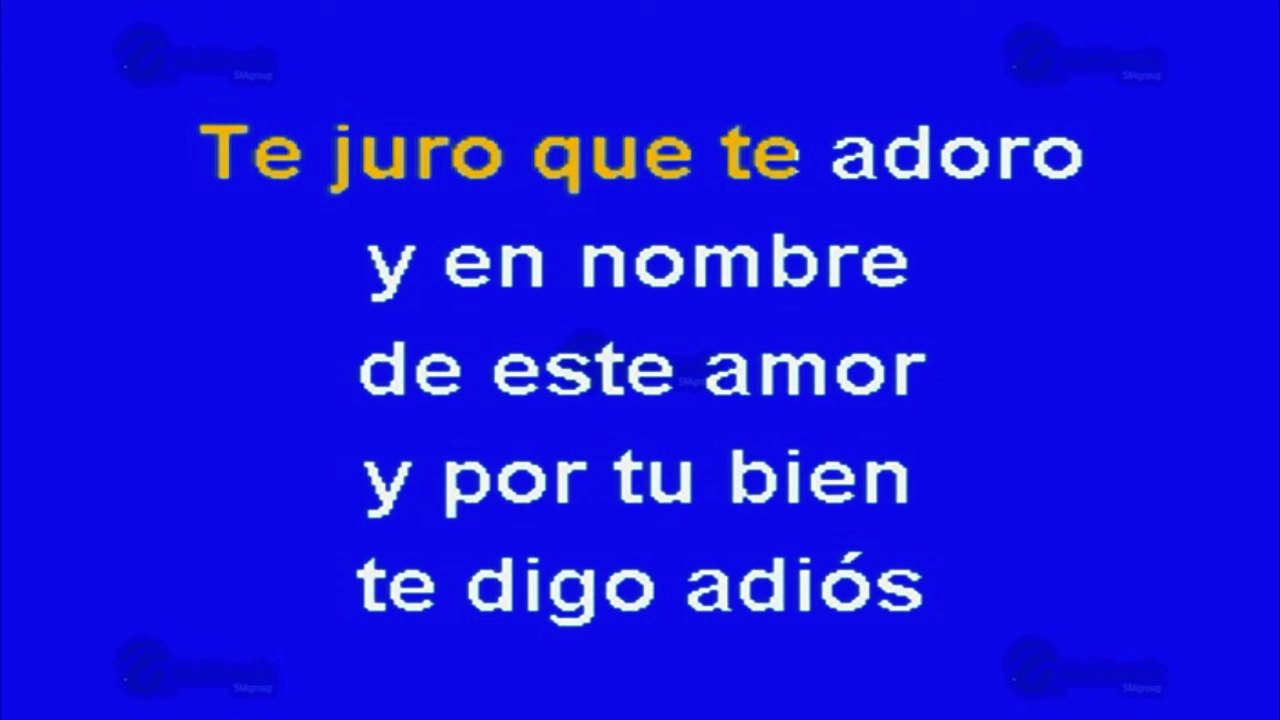 Te juro que te adoro
y en nombre
de este amor
y por tu bien
te digo adiós